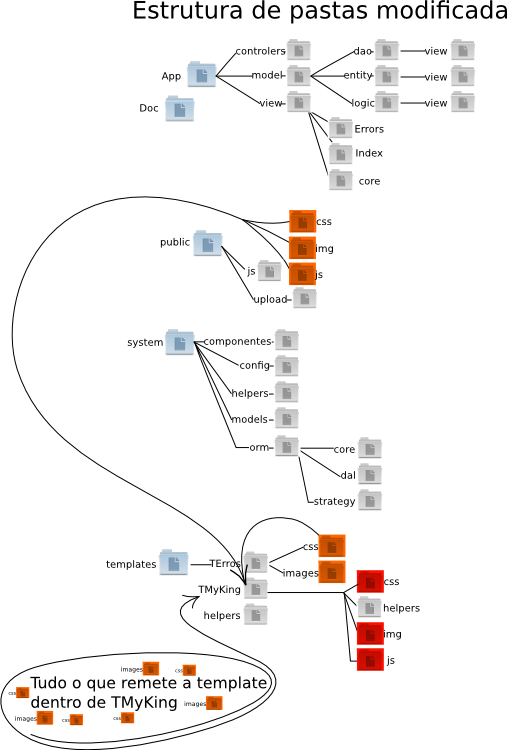 Estrutura de pastas modificada
controlers
dao
view
App
model
entity
view
Doc
view
logic
view
Errors
Index
core
css
public
img
js
js
upload
system
componentes
config
helpers
models
orm
core
dal
strategy
css
templates
TErros
images
TMyKing
css
helpers
helpers
img
js
images
css
Tudo o que remete a template
css
dentro de TMyKing
images
images
css
css